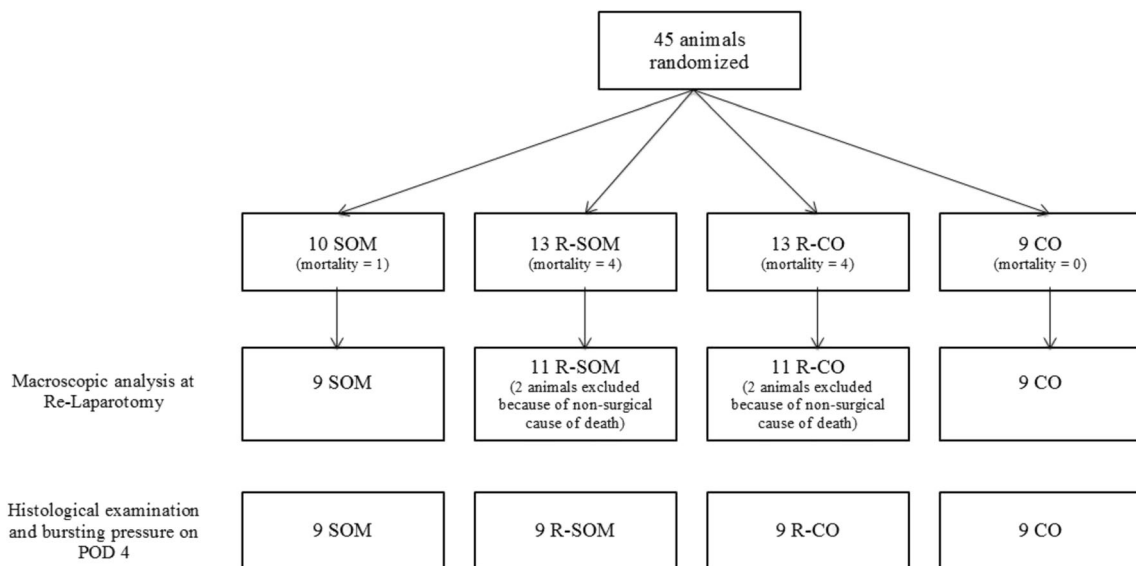 45 animals
randomized
10 SOM
(mortality = 1)
13 R-SOM
(mortality = 4)
13 R-CO
(mortality = 4)
9 CO
(mortality = 0)
Macroscopic analysis at
Re-Laparotomy
9 SOM
11 R-SOM
(2 animals excluded
because of non-surgical
cause of death)
11 R-CO
(2 animals excluded
because of non-surgical
cause of death)
9 CO
Histological examination
and bursting pressure on
POD 4
9 SOM
9 R-SOM
9 R-CO
9 CO